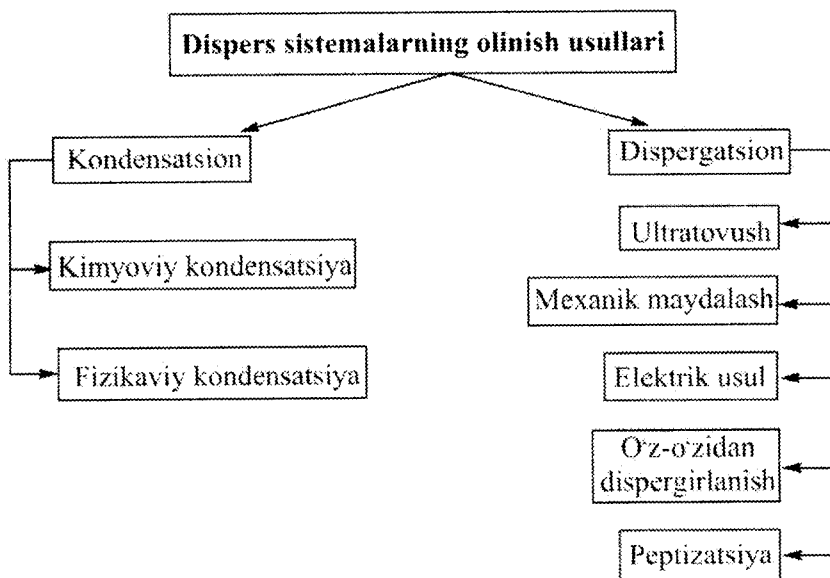 Dispers sistemalarning olinish usullari
Kondensatsion
Dispergatsion
Kimyoviy kondensatsiya
Fizikaviy kondensatsiya
Ultratovush
Mexanik maydalash
Elektrik usul
O'z-o'zidan
dispergirlanish
Peptizatsiya